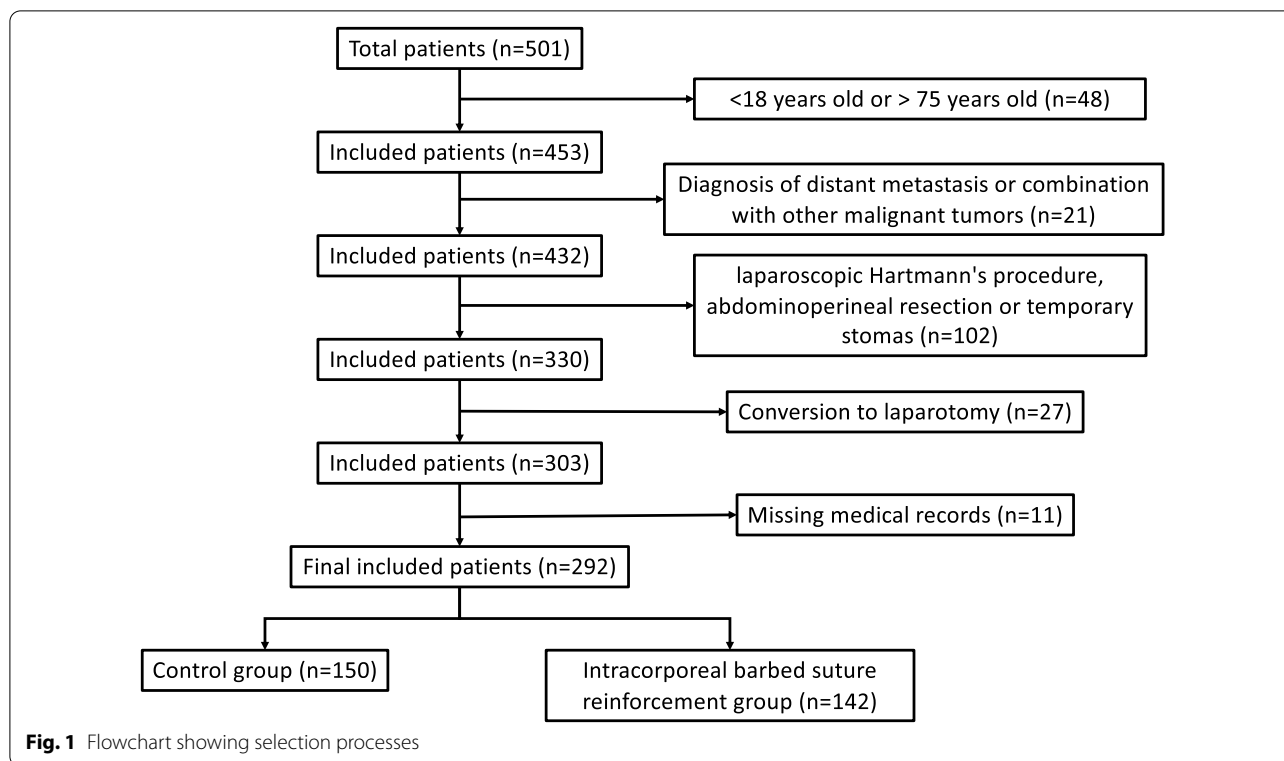 Total patients (n=501)
<18 years old or > 75 years old (n=48)
Included patients (n=453)
Diagnosis of distant metastasis or combination
with other malignant tumors (n=21)
Included patients (n=432)
laparoscopic Hartmann's procedure,
abdominoperineal resection or temporary
stomas (n=102)
Included patients (n=330)
Conversion to laparotomy (n=27)
Included patients (n=303)
Missing medical records (n=11)
Final included patients (n=292)
Control group (n=150)
Intracorporeal barbed suture
reinforcement group (n=142)
Fig. 1 Flowchart showing selection processes